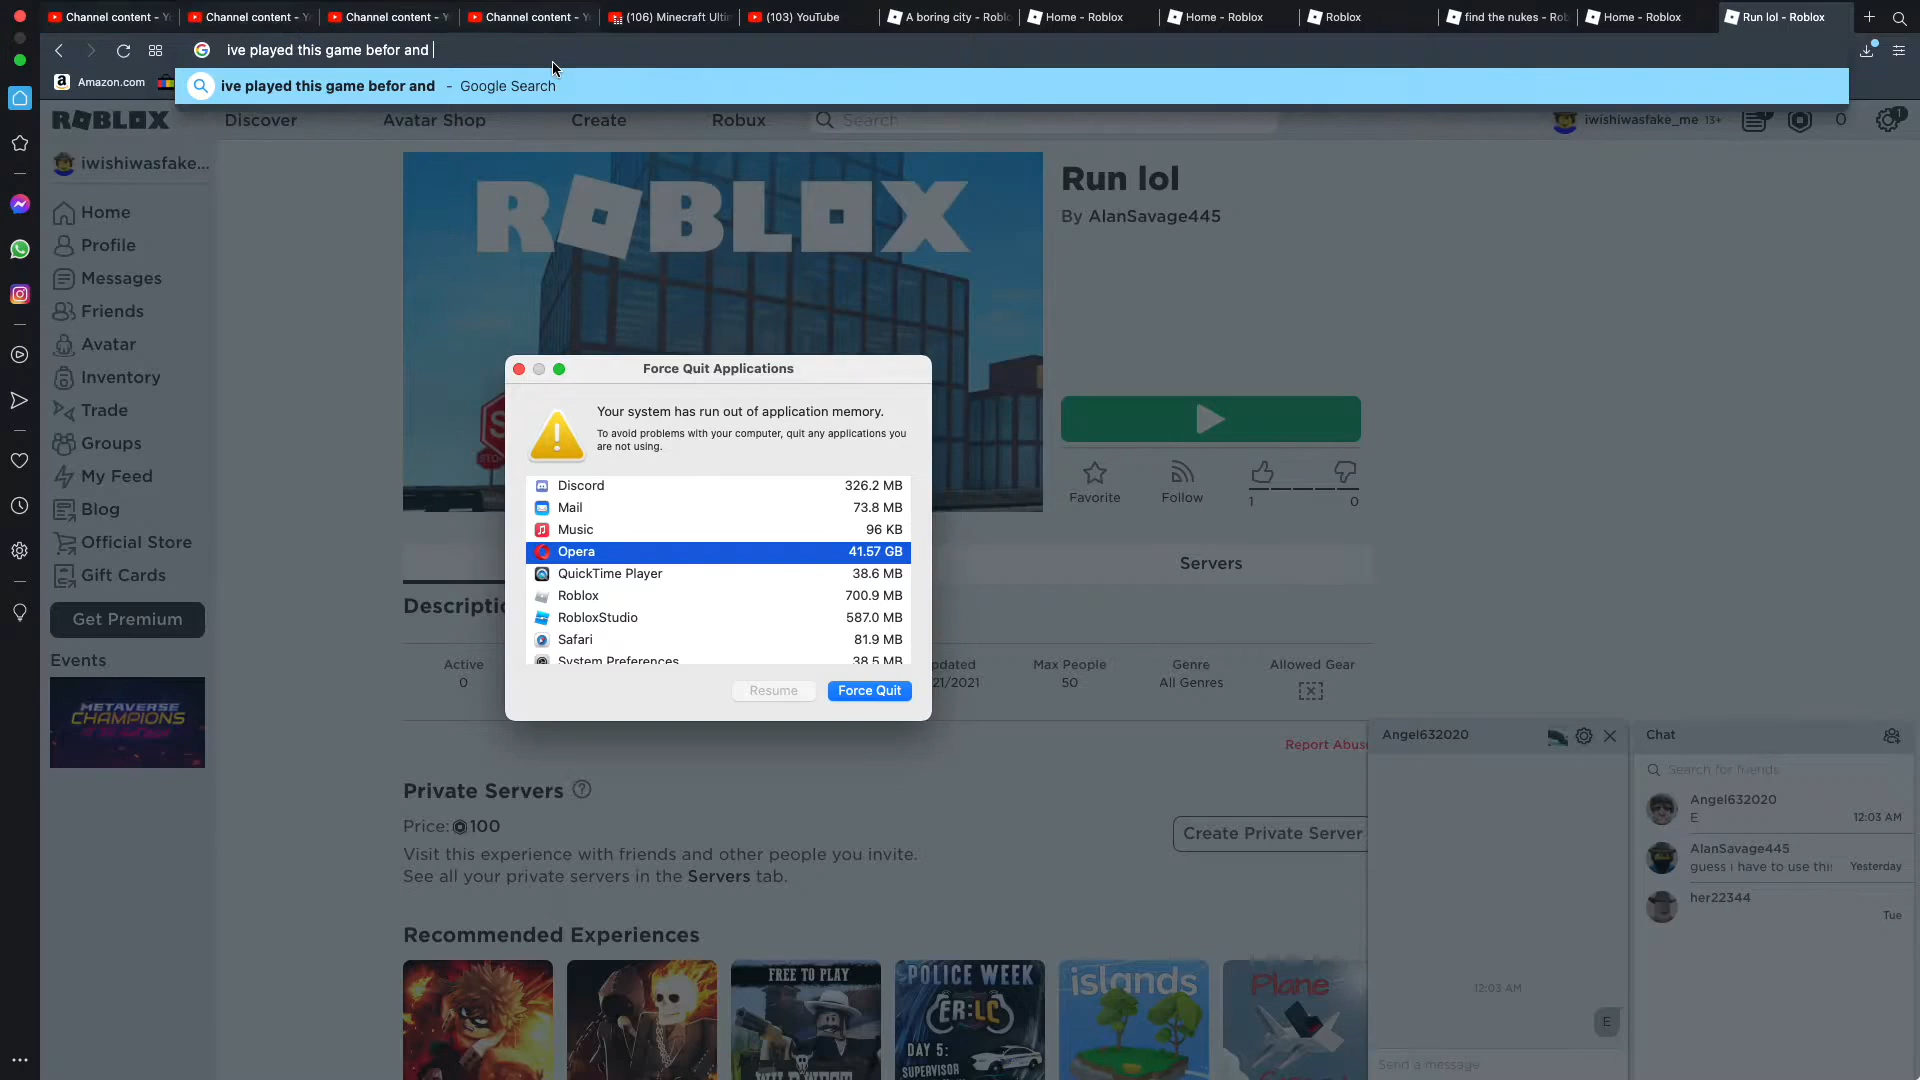 Channel content - Y
Channel content - Y
Channel content - Y
Channel content - Y
(106) Minecraft Ulti
(103) YouTube
A boring city - Robl
Home - Roblox
Home - Roblox
Roblox
find the nukes - Rob
Home - Roblox
Run lol - Roblox
ive played this game befor and
Amazon.com
ive played this game befor and - Google Search
ROBLOX
Discover
Avatar Shop
Create
Robux
Search
iwishiwasfake_me 13+
1
0
1
iwishiwasfake...
Home
Profile
Messages
Friends
Avatar
Inventory
Trade
Groups
My Feed
Blog
Official Store
Gift Cards
Get Premium
Events
METAVERSE
CHAMPIONS
ROBLOX
STOP
Run lol
By AlanSavage445
Favorite
Follow
1
0
Force Quit Applications
Your system has run out of application memory.
To avoid problems with your computer, quit any applications you
are not using.
Discord 326.2 MB
Mail 73.8 MB
Music 96 KB
Opera 41.57 GB
QuickTime Player 38.6 MB
Roblox 700.9 MB
RobloxStudio 587.0 MB
Safari 81.9 MB
System Preferences 38.5 MB
Resume
Force Quit
Servers
Descriptio
Active
0
pdated
21/2021
Max People
50
Genre
All Genres
Allowed Gear
Report Abus
Private Servers
Price: 100
Visit this experience with friends and other people you invite.
See all your private servers in the Servers tab.
Create Private Server
Recommended Experiences
FREE TO PLAY
POLICE WEEK
ER:LC
DAY 5:
SUPERVISOR
islands
Plane
Angel632020
12:03 AM
E
Send a message
Chat
Search for friends
Angel632020
E 12:03 AM
AlanSavage445
guess i have to use thi Yesterday
her22344
Tue